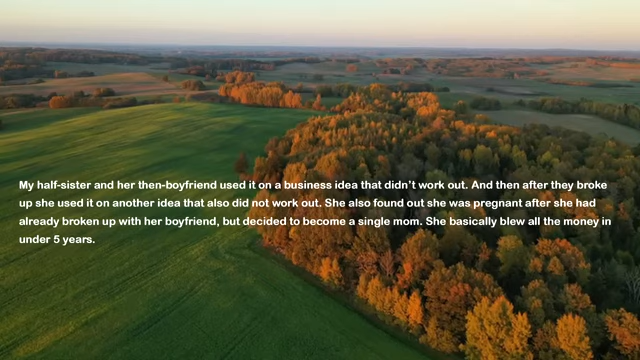 My half-sister and her then-boyfriend used it on a business idea that didn't work out. And then after they broke
up she used it on another idea that also did not work out. She also found out she was pregnant after she had
already broken up with her boyfriend, but decided to become a single mom. She basically blew all the money in
under 5 years.